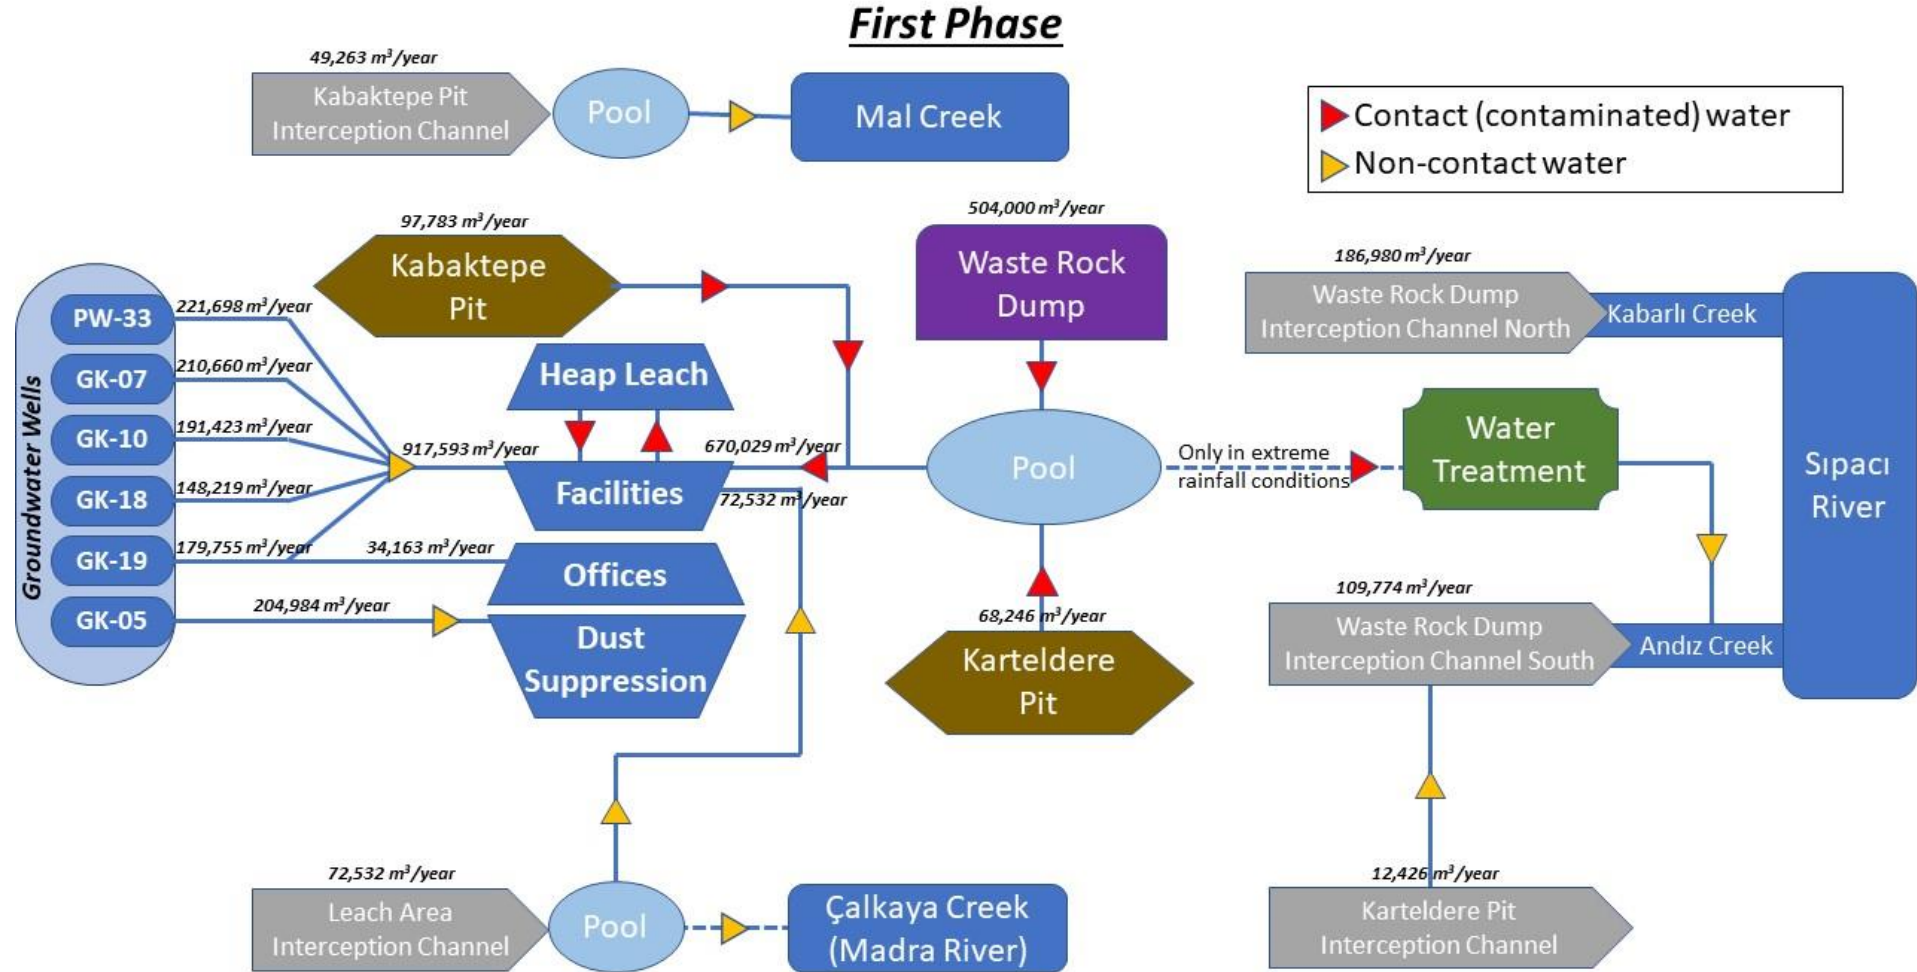 First Phase
49,263 m³/year
Kabaktepe Pit
Interception Channel
Pool
Mal Creek
Contact (contaminated) water
Non-contact water
97,783 m³/year
Kabaktepe
Pit
504,000 m³/year
Waste Rock
Dump
186,980 m³/year
Waste Rock Dump
Interception Channel North
Kabarlı Creek
Groundwater Wells
PW-33
221,698 m³/year
GK-07
210,660 m³/year
GK-10
191,423 m³/year
GK-18
148,219 m³/year
GK-19
179,755 m³/year
34,163 m³/year
GK-05
204,984 m³/year
917,593 m³/year
Heap Leach
Facilities
670,029 m³/year
72,532 m³/year
Offices
Dust
Suppression
Pool
Only in extreme
rainfall conditions
Water
Treatment
Sıpacı
River
68,246 m³/year
Karteldere
Pit
109,774 m³/year
Waste Rock Dump
Interception Channel South
Andız Creek
72,532 m³/year
Leach Area
Interception Channel
Pool
Çalkaya Creek
(Madra River)
12,426 m³/year
Karteldere Pit
Interception Channel